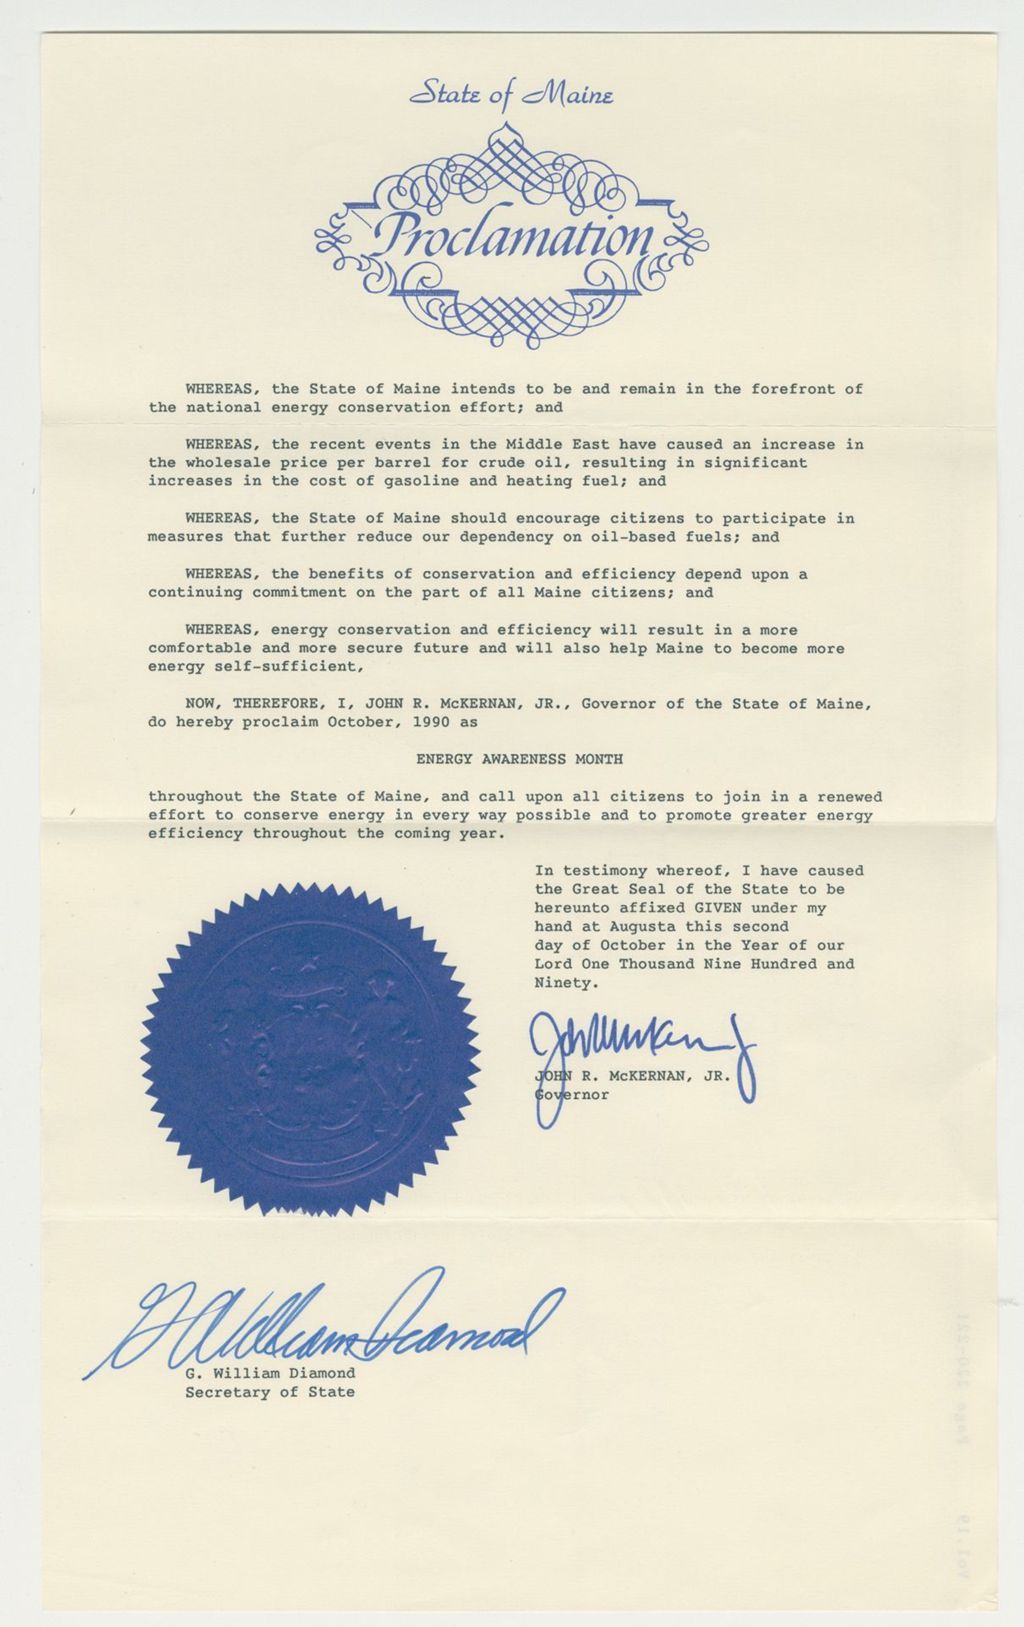 State of Maine
Proclamation
WHEREAS, the State of Maine intends to be and remain in the forefront of
the national energy conservation effort; and
WHEREAS, the recent events in the Middle East have caused an increase in
the wholesale price per barrel for crude oil, resulting in significant
increases in the cost of gasoline and heating fuel; and
WHEREAS, the State of Maine should encourage citizens to participate in
measures that further reduce our dependency on oil-based fuels; and
WHEREAS, the benefits of conservation and efficiency depend upon a
continuing commitment on the part of all Maine citizens; and
WHEREAS, energy conservation and efficiency will result in a more
comfortable and more secure future and will also help Maine to become more
energy self-sufficient,
NOW, THEREFORE, I, JOHN R. McKERNAN, JR., Governor of the State of Maine,
do hereby proclaim October, 1990 as
ENERGY AWARENESS MONTH
throughout the State of Maine, and call upon all citizens to join in a renewed
effort to conserve energy in every way possible and to promote greater energy
efficiency throughout the coming year.
In testimony whereof, I have caused
the Great Seal of the State to be
hereunto affixed GIVEN under my
hand at Augusta this second
day of October in the Year of our
Lord One Thousand Nine Hundred and
Ninety.
JOHN R. McKERNAN, JR.
Governor
G William Diamond
G. William Diamond
Secretary of State